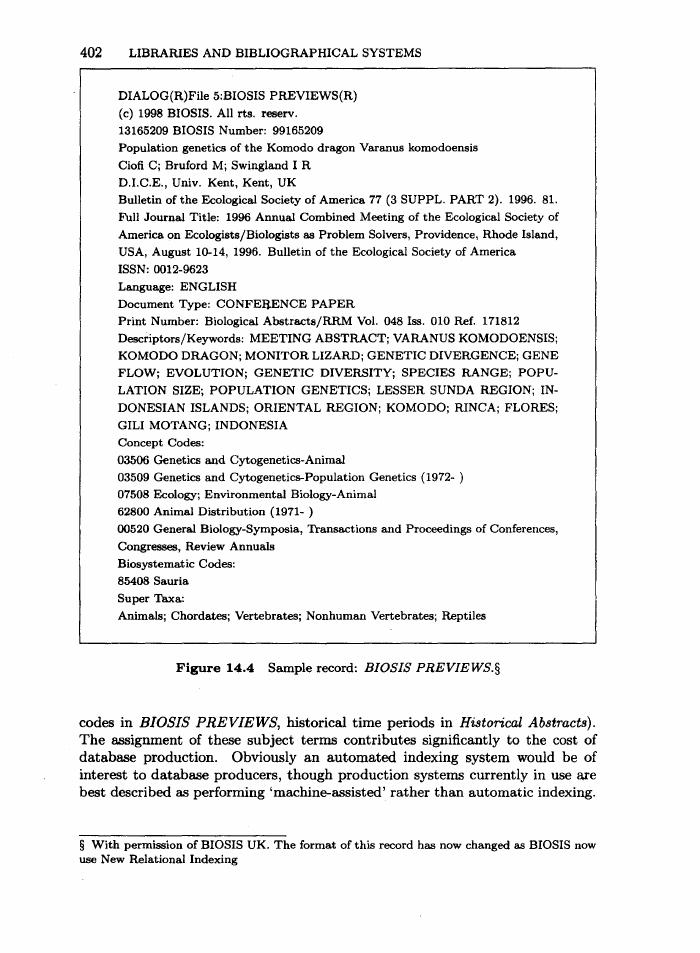 402 LIBRARIES AND BIBLIOGRAPHICAL SYSTEMS
DIALOG(R)File 5:BIOSIS PREVIEWS(R)
(c) 1998 BIOSIS. All rts. reserv.
13165209 BIOSIS Number: 99165209
Population genetics of the Komodo dragon Varanus komodoensis
Ciofi C; Bruford M; Swingland I R
D.I.C.E., Univ. Kent, Kent, UK
Bulletin of the Ecological Society of America 77 (3 SUPPL. PART 2). 1996. 81.
Full Journal Title: 1996 Annual Combined Meeting of the Ecological Society of
America on Ecologists/Biologists as Problem Solvers, Providence, Rhode Island,
USA, August 10-14, 1996. Bulletin of the Ecological Society of America
ISSN: 0012-9623
Language: ENGLISH
Document Type: CONFERENCE PAPER
Print Number: Biological Abstracts/RRM Vol. 048 Iss. 010 Ref. 171812
Descriptors/Keywords: MEETING ABSTRACT; VARANUS KOMODOENSIS;
KOMODO DRAGON; MONITOR LIZARD; GENETIC DIVERGENCE; GENE
FLOW; EVOLUTION; GENETIC DIVERSITY; SPECIES RANGE; POPU-
LATION SIZE; POPULATION GENETICS; LESSER SUNDA REGION; IN-
DONESIAN ISLANDS; ORIENTAL REGION; KOMODO; RINCA; FLORES;
GILI MOTANG; INDONESIA
Concept Codes:
03506 Genetics and Cytogenetics-Animal
03509 Genetics and Cytogenetics-Population Genetics (1972- )
07508 Ecology; Environmental Biology-Animal
62800 Animal Distribution (1971- )
00520 General Biology-Symposia, Transactions and Proceedings of Conferences,
Congresses, Review Annuals
Biosystematic Codes:
85408 Sauria
Super Taxa:
Animals; Chordates; Vertebrates; Nonhuman Vertebrates; Reptiles
Figure 14.4 Sample record: BIOSIS PREVIEWS.§
codes in BIOSIS PREVIEWS, historical time periods in Historical Abstracts).
The assignment of these subject terms contributes significantly to the cost of
database production. Obviously an automated indexing system would be of
interest to database producers, though production systems currently in use are
best described as performing ‘machine-assisted’ rather than automatic indexing.
§ With permission of BIOSIS UK. The format of this record has now changed as BIOSIS now
use New Relational Indexing